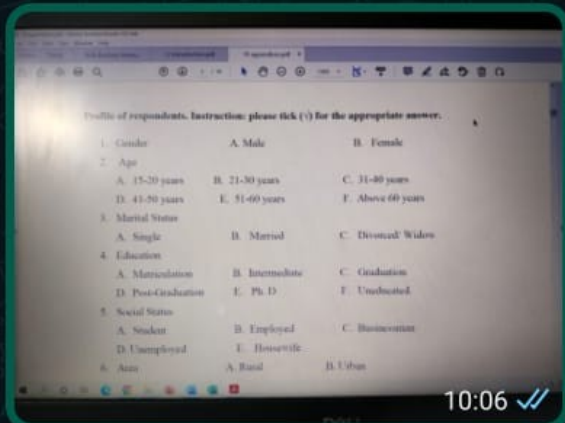 Profile of respondents. Instruction: please tick (√) for the appropriate answer.
1. Gender A. Male B. Female
2. Age
A. 15-20 years B. 21-30 years C. 31-40 years
D. 41-50 years E. 51-60 years F. Above 60 years
3. Marital Status
A. Single B. Married C. Divorced/ Widow
4. Education
A. Matriculation B. Intermediate C. Graduation
D. Post-Graduation E. Ph. D F. Uneducated
5. Social Status
A. Student B. Employed C. Businessman
D. Unemployed E. Housewife
6. Area A. Rural B. Urban
10:06